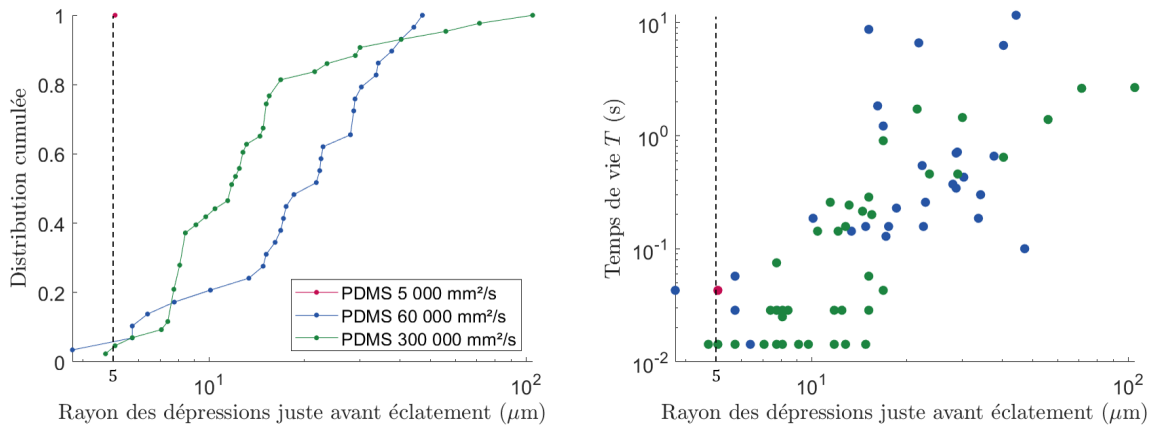 Distribution cumulée
1
0.8
0.6
0.4
0.2
0
5
10¹
10²
Rayon des dépressions juste avant éclatement (μm)
PDMS 5 000 mm²/s
PDMS 60 000 mm²/s
PDMS 300 000 mm²/s
Temps de vie T (s)
10¹
10⁰
10⁻¹
10⁻²
5
10¹
10²
Rayon des dépressions juste avant éclatement (μm)